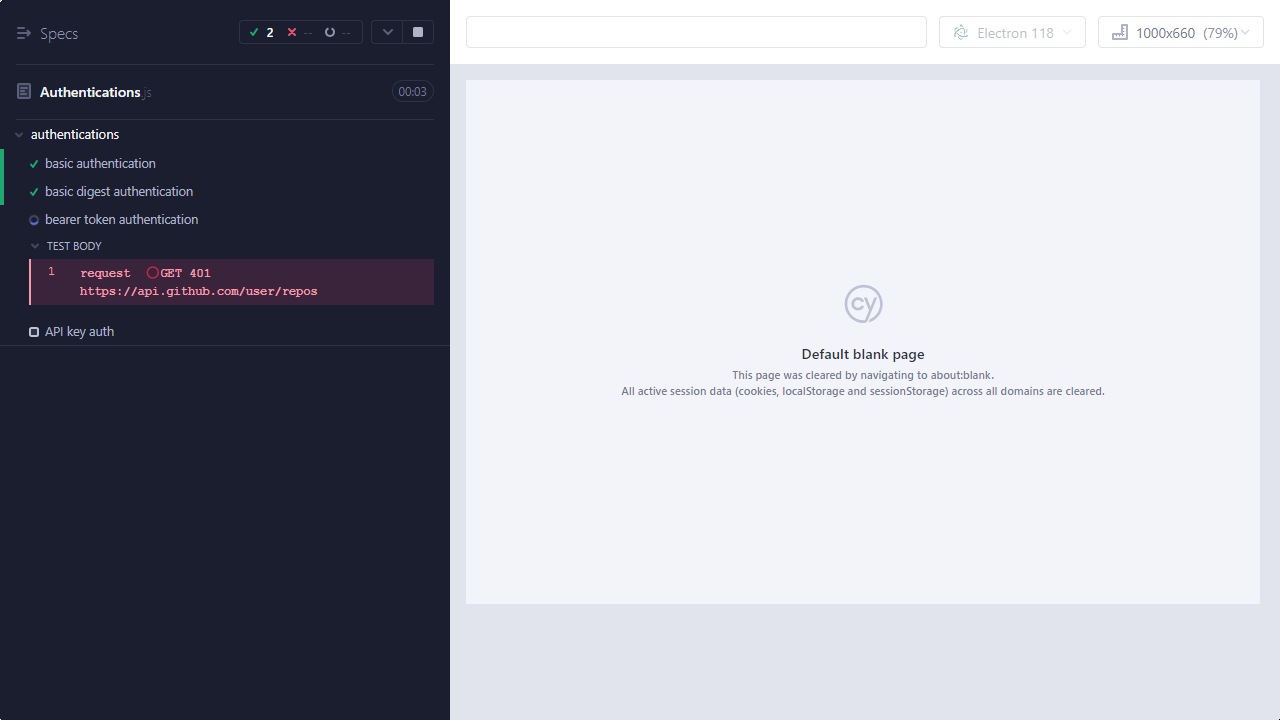 Specs
2 -- --
Authentications.js
00:03
authentications
basic authentication
basic digest authentication
bearer token authentication
TEST BODY
1 request GET 401
https://api.github.com/user/repos
API key auth
Electron 118
1000x660 (79%)
cy
Default blank page
This page was cleared by navigating to about:blank.
All active session data (cookies, localStorage and sessionStorage) across all domains are cleared.